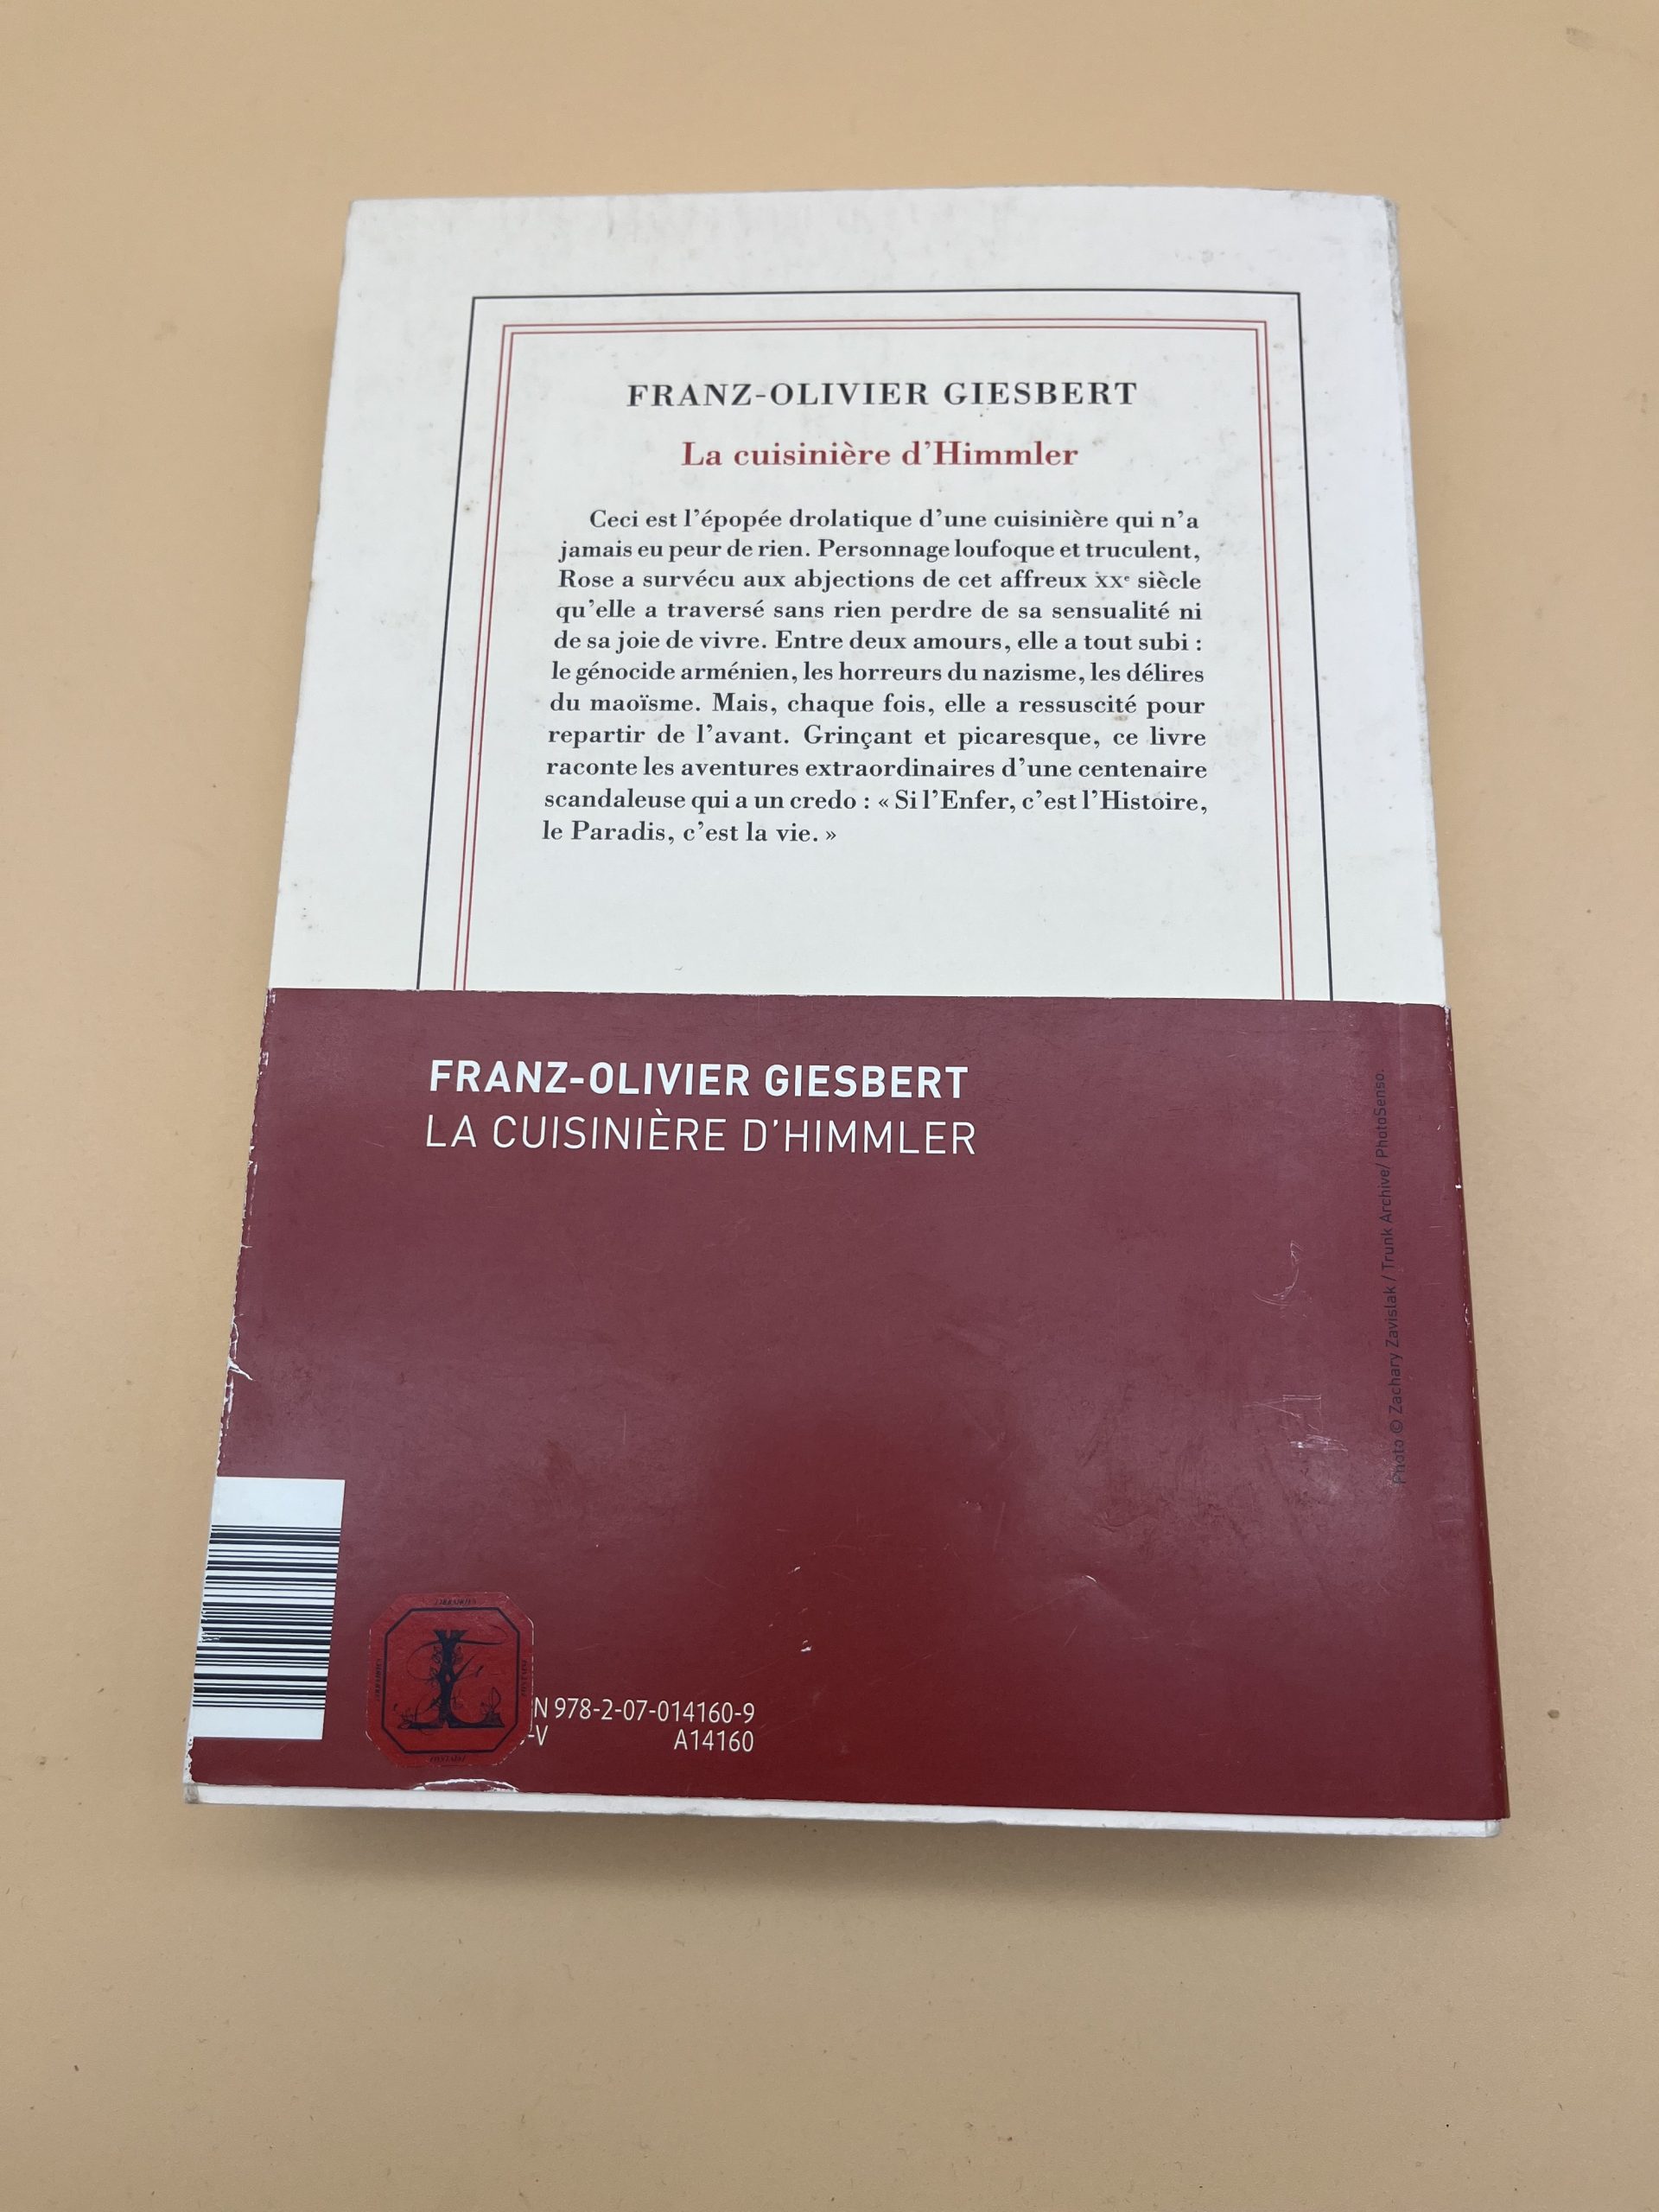 FRANZ-OLIVIER GIESBERT
La cuisinière d'Himmler
Ceci est l'épopée drolatique d'une cuisinière qui n'a
jamais eu peur de rien. Personnage loufoque et truculent,
Rose a survécu aux abjections de cet affreux XXe siècle
qu'elle a traversé sans rien perdre de sa sensualité ni
de sa joie de vivre. Entre deux amours, elle a tout subi :
le génocide arménien, les horreurs du nazisme, les délires
du maoïsme. Mais, chaque fois, elle a ressuscité pour
repartir de l'avant. Grinçant et picaresque, ce livre
raconte les aventures extraordinaires d'une centenaire
scandaleuse qui a un credo : « Si l'Enfer, c'est l'Histoire,
le Paradis, c'est la vie. »
FRANZ-OLIVIER GIESBERT
LA CUISINIÈRE D'HIMMLER
Photo © Zachary Zavislak / Trunk Archive/ PhotoSenso.
N 978-2-07-014160-9
-V A14160